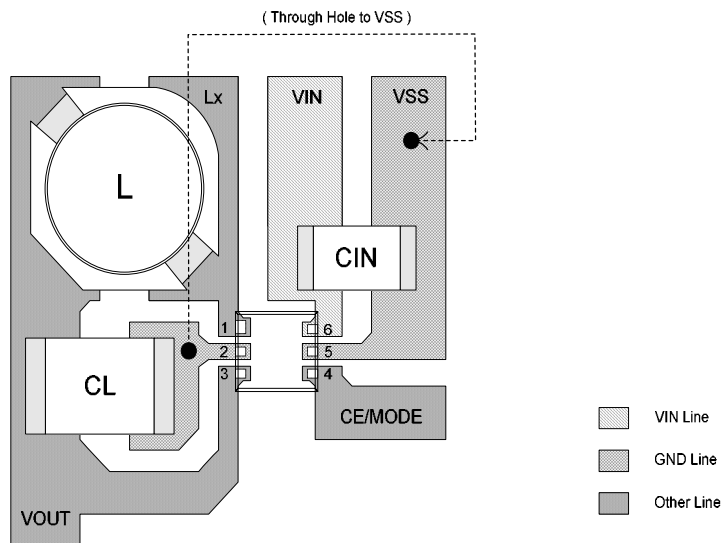 ( Through Hole to VSS )
Lx
VIN
VSS
L
CIN
1
6
2
5
3
4
CL
CE/MODE
VIN Line
GND Line
Other Line
VOUT